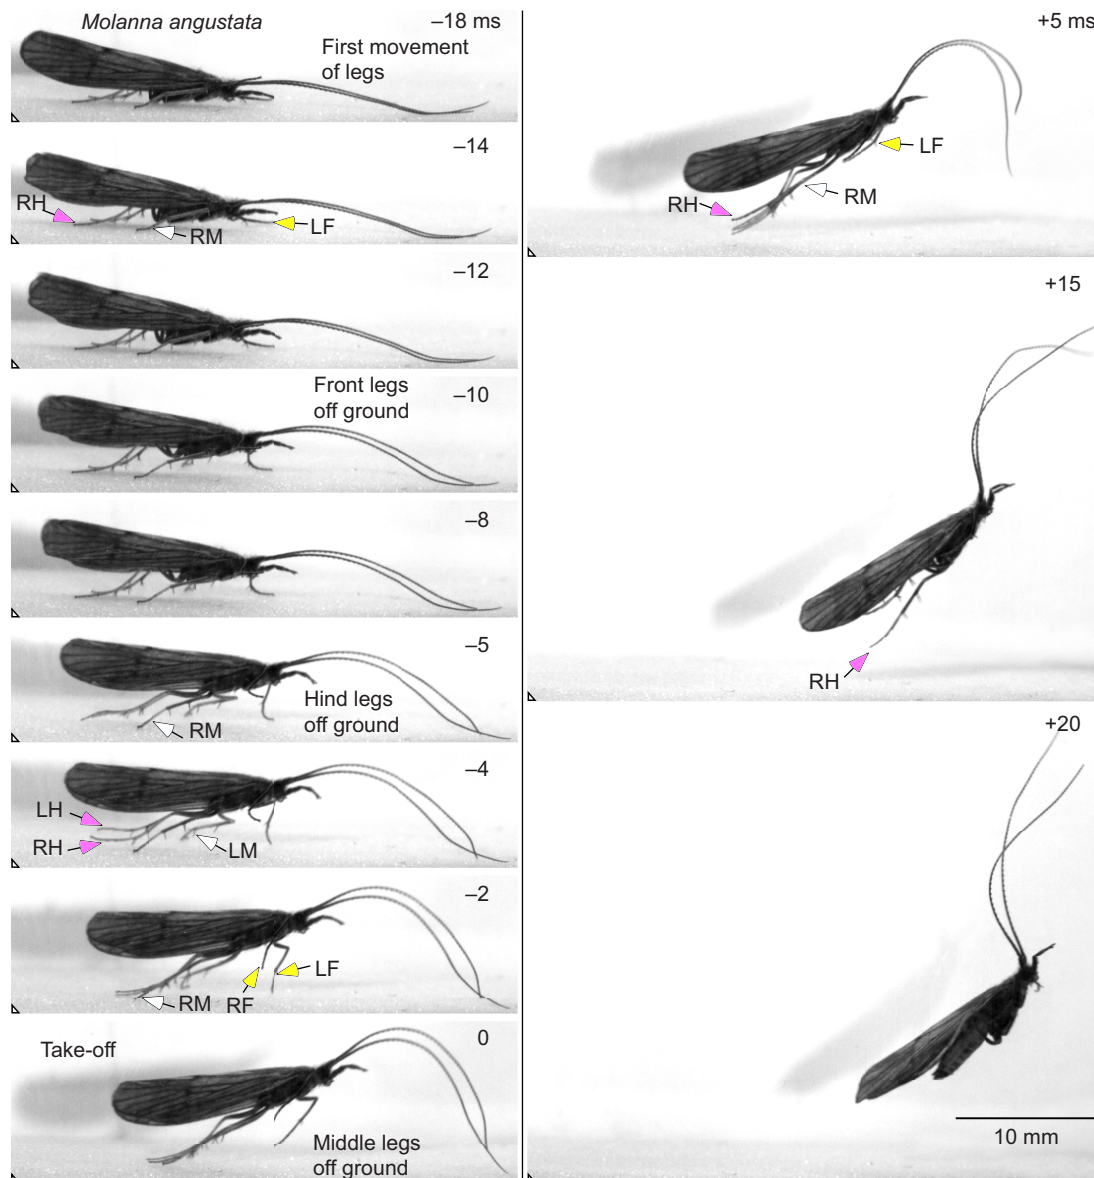 Molanna angustata
–18 ms
First movement
of legs
–14
RH
RM
LF
–12
Front legs
off ground
–10
–8
–5
Hind legs
off ground
RM
–4
LH
RH
LM
–2
LF
RM
RF
Take-off
0
Middle legs
off ground
+5 ms
LF
RM
RH
+15
RH
+20
10 mm